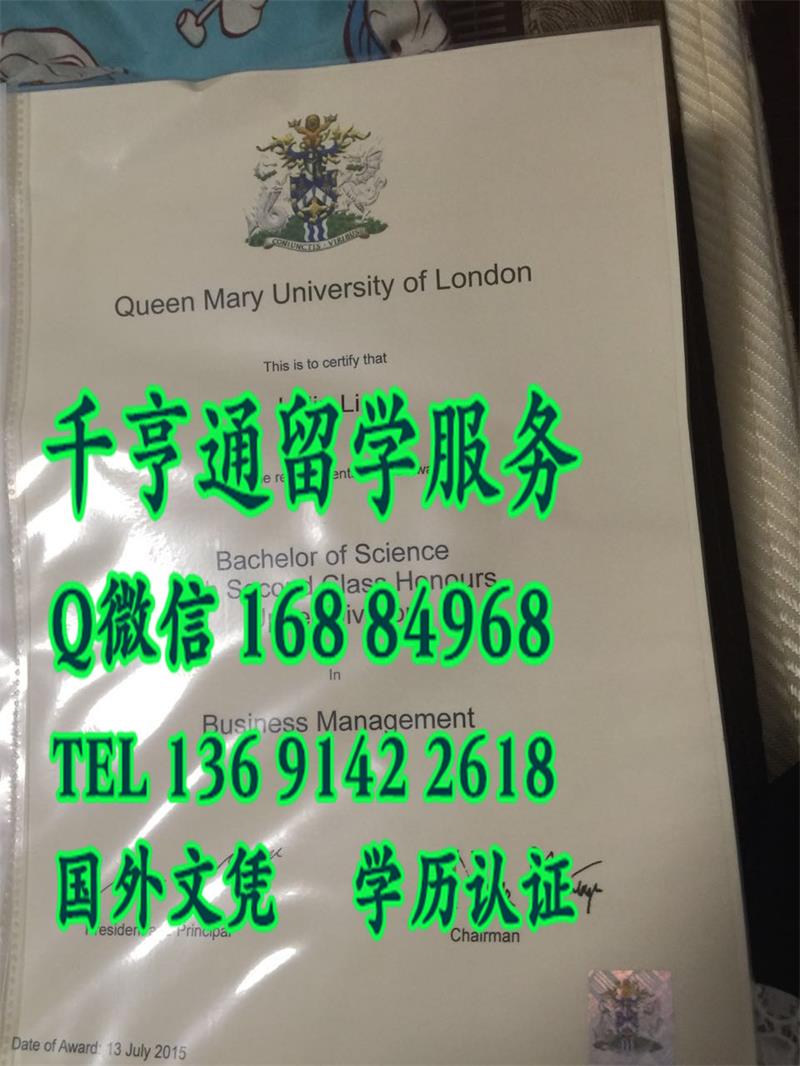 CONIUNCTIS · VIRIBUS
Queen Mary University of London
This is to certify that
Li
千亨通留学服务
Bachelor of Science
Second Class Honours
Q微信 168 84968
In
Business Management
TEL 136 9142 2618
国外文凭 学历认证
Principal
Chairman
Date of Award: 13 July 2015